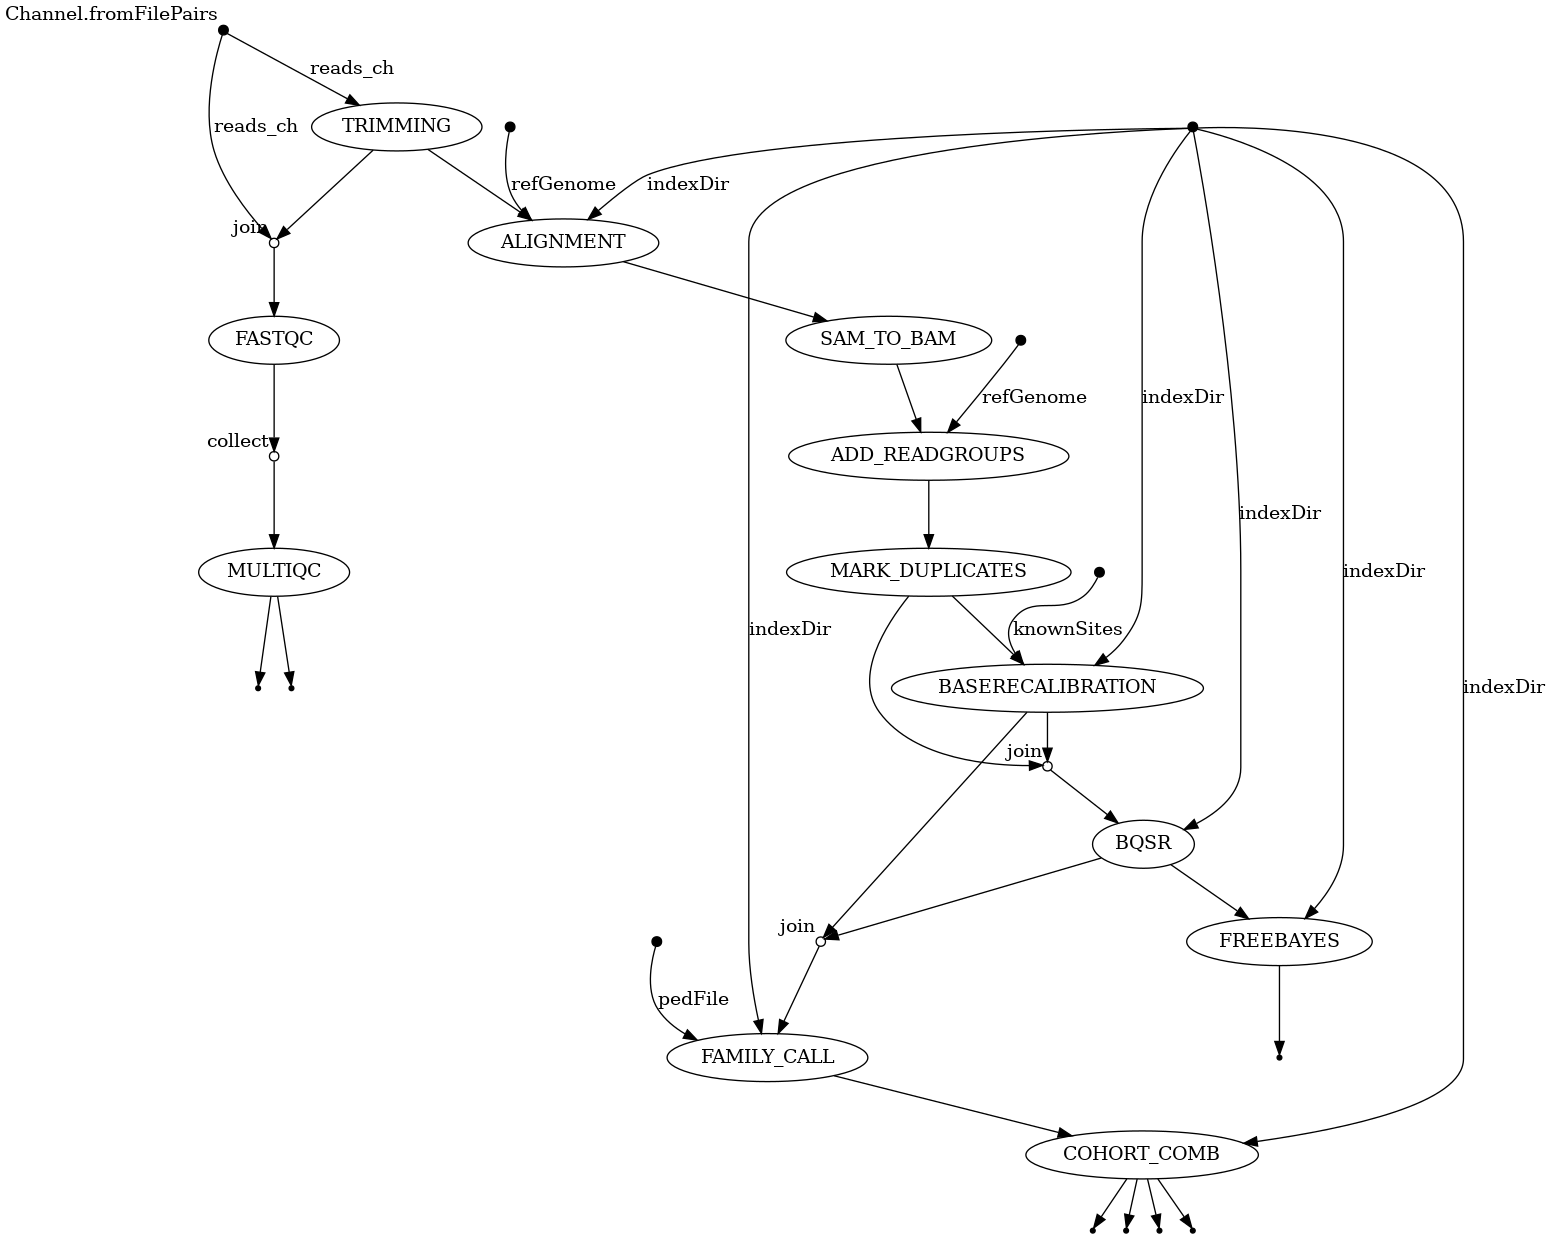 Channel.fromFilePairs
reads_ch
reads_ch
TRIMMING
refGenome
indexDir
join
ALIGNMENT
FASTQC
SAM_TO_BAM
refGenome
indexDir
collect
ADD_READGROUPS
indexDir
MULTIQC
MARK_DUPLICATES
indexDir
indexDir
knownSites
BASERECALIBRATION
indexDir
join
BQSR
join
FREEBAYES
pedFile
FAMILY_CALL
COHORT_COMB